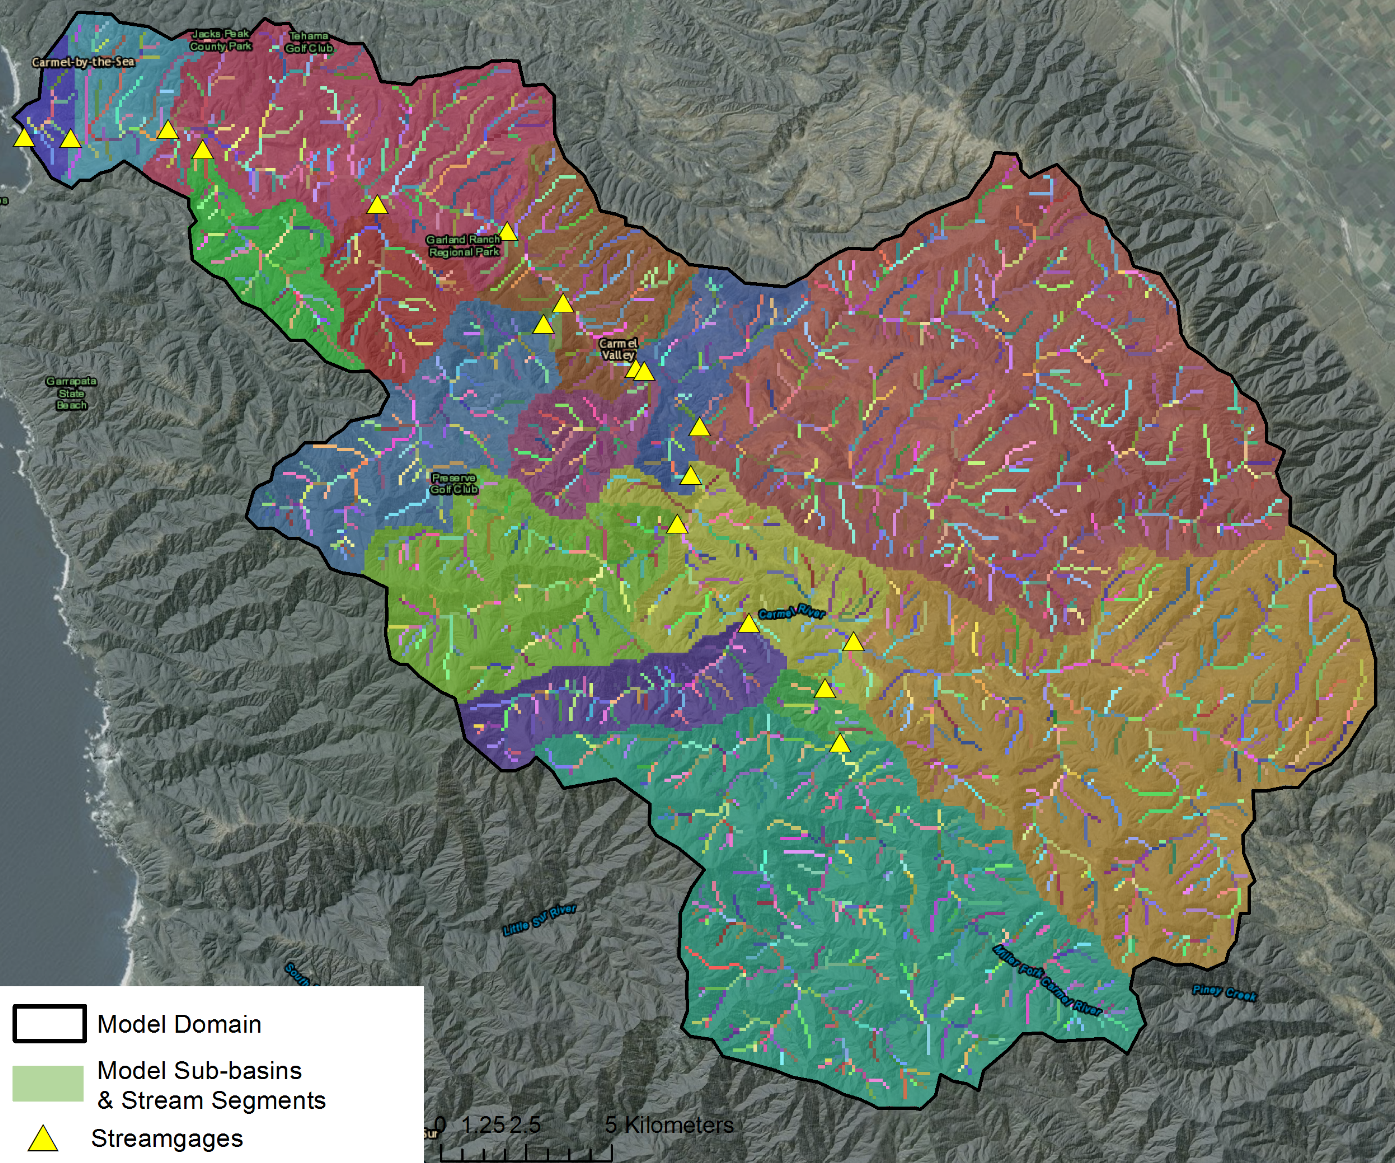 Jacks Peak
County Park
Tehama
Golf Club
Carmel-by-the-Sea
Garland Ranch
Regional Park
Carmel
Valley
Garrapata
State
Beach
Preserve
Golf Club
Carmel River
Little Sur River
Miller Fork Carmel River
Piney Creek
South
Model Domain
Model Sub-basins
& Stream Segments
Streamgages
Sur
0 1.25 2.5 5 Kilometers